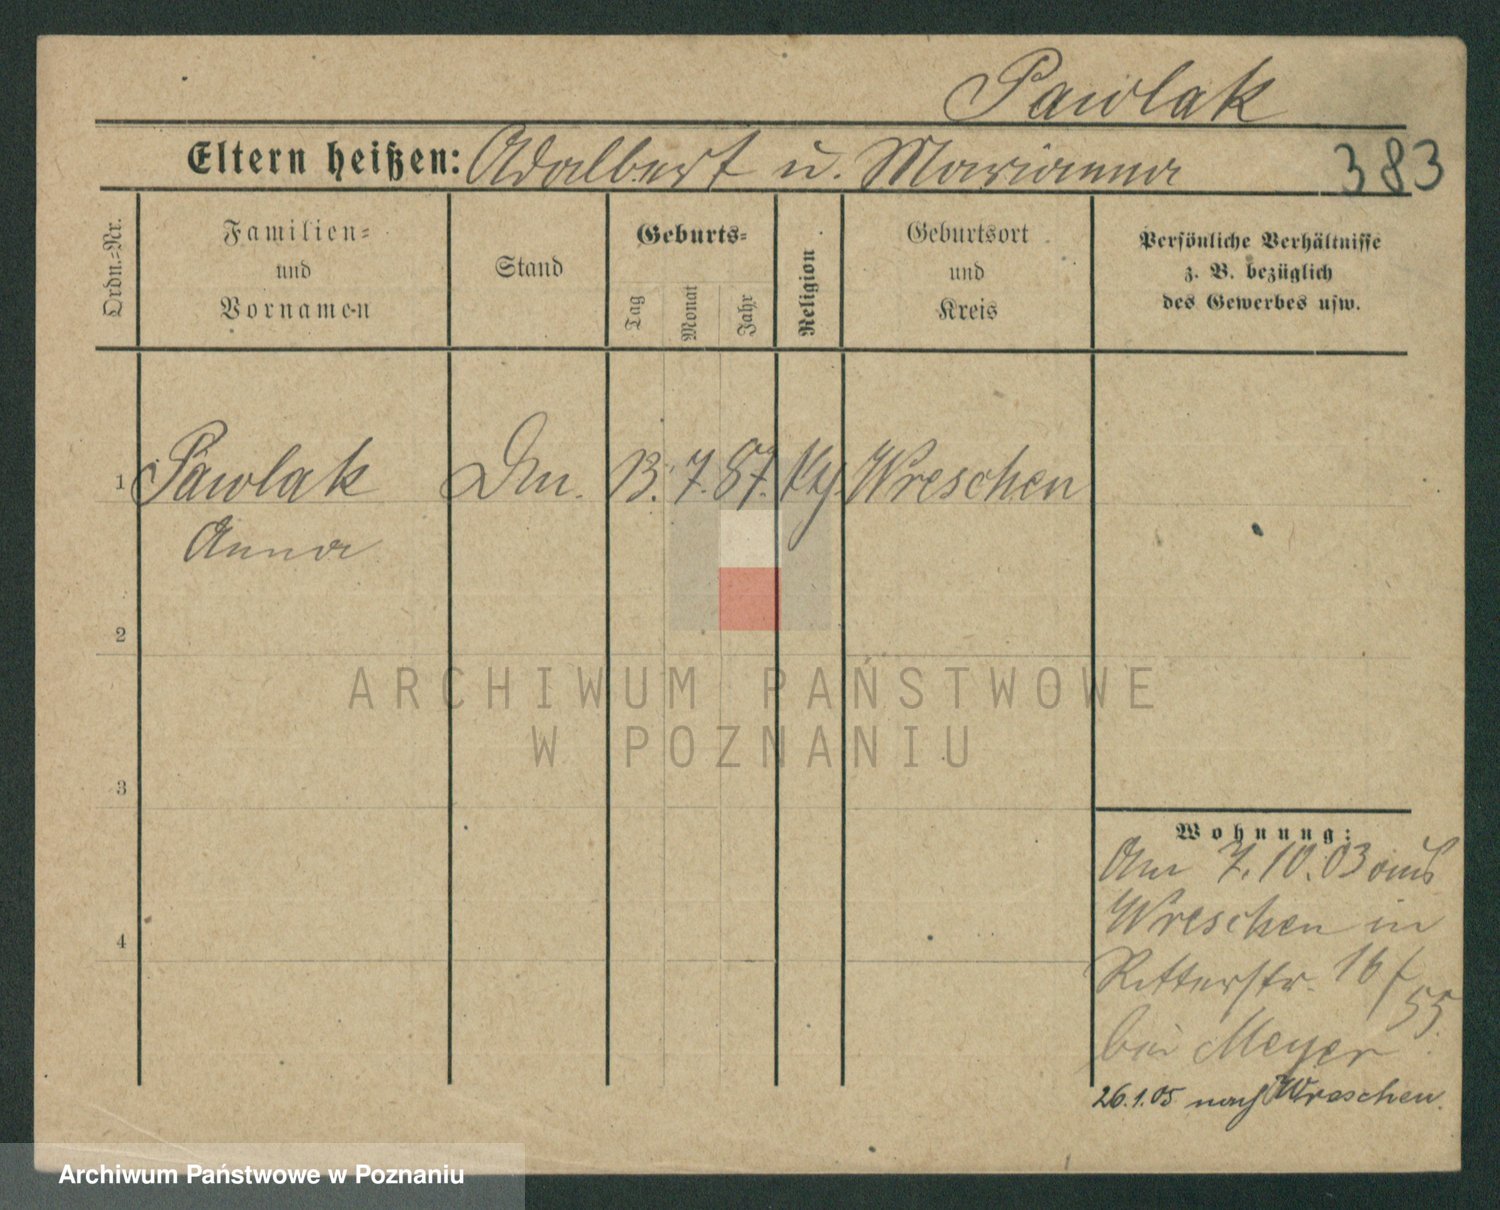 Pawlak
Eltern heißen: Adalbert u. Marianna
383
Ordn.-Nr.
Familien-
und
Vornamen
Stand
Geburts-
Tag
Monat
Jahr
Religion
Geburtsort
und
Kreis
Persönliche Verhältnisse
z. B. bezüglich
des Gewerbes usw.
1 Pawlak Dm. 13. 7. 87. Wreschen
Anna
2
ARCHIWUM PAŃSTWOWE
W POZNANIU
3
Wohnung:
Am 7.10.03 aus
4
Wreschen in
Ritterstr. 16/
55.
bei Meyer
26.1.05 nach Wreschen.
Archiwum Państwowe w Poznaniu